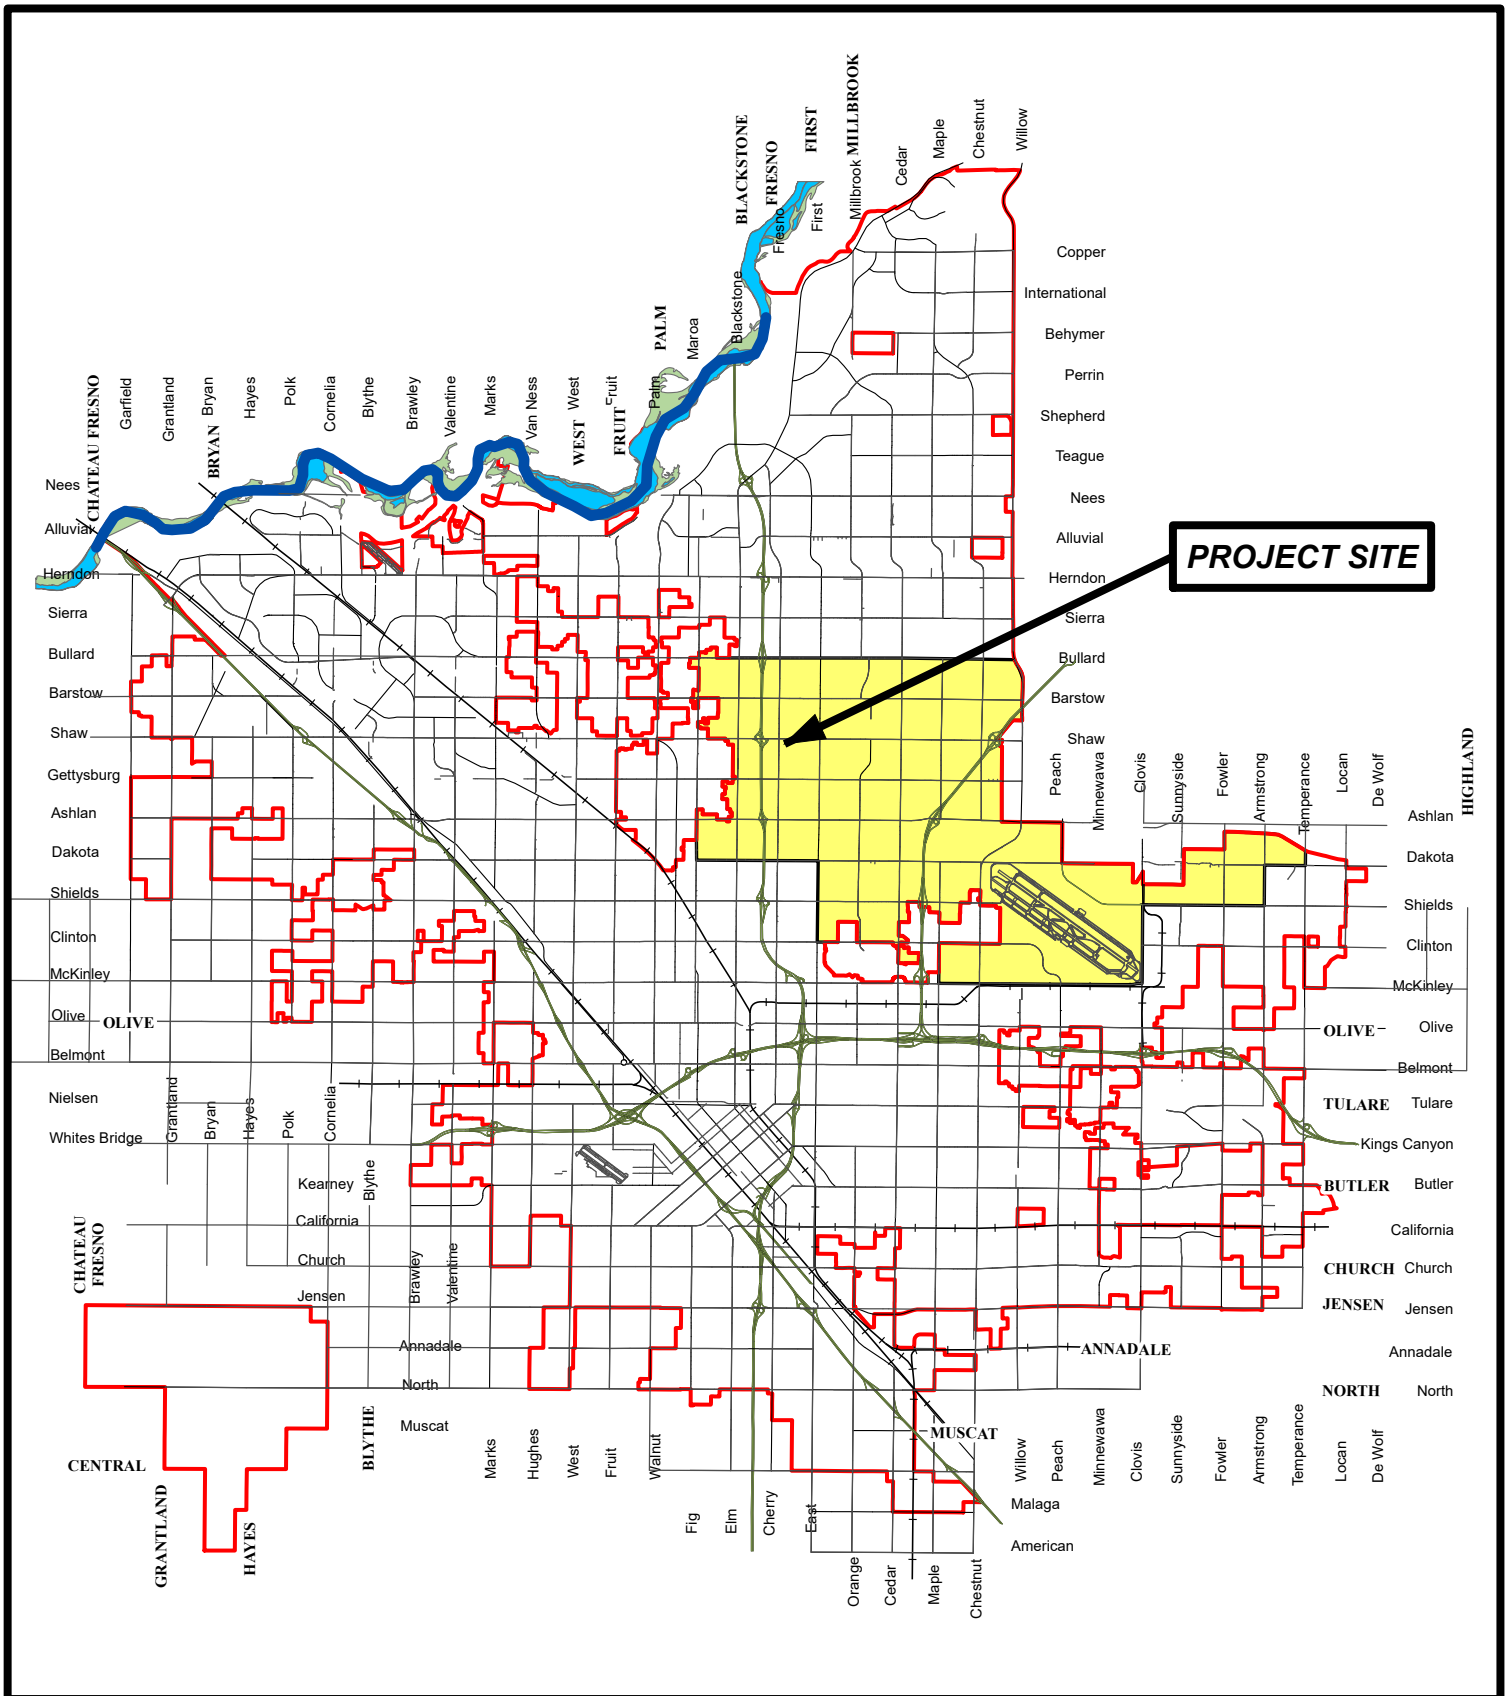 BLACKSTONE
FRESNO
FIRST
MILLBROOK
Fresno
First
Millbrook
Cedar
Maple
Chestnut
Willow
Copper
International
Behymer
Perrin
Shepherd
Teague
Nees
Alluvial
Herndon
Sierra
Bullard
Barstow
Shaw
PROJECT SITE
PALM
Maroa
Blackstone
CHATEAU FRESNO
Garfield
Grantland
Bryan
BRYAN
Hayes
Polk
Cornelia
Blythe
Brawley
Valentine
Marks
Van Ness
West
WEST
Fruit
FRUIT
Palm
Nees
Alluvial
Herndon
Sierra
Bullard
Barstow
Shaw
Gettysburg
Ashlan
Dakota
Shields
Clinton
McKinley
Olive
OLIVE
Belmont
Nielsen
Whites Bridge
Peach
Minnewawa
Clovis
Sunnyside
Fowler
Armstrong
Temperance
Locan
De Wolf
HIGHLAND
Ashlan
Dakota
Shields
Clinton
McKinley
OLIVE
Olive
Belmont
TULARE
Tulare
Kings Canyon
BUTLER
Butler
California
CHURCH
Church
JENSEN
Jensen
ANNADALE
Annadale
NORTH
North
MUSCAT
Grantland
Bryan
Hayes
Polk
Cornelia
Blythe
Kearney
California
Church
Jensen
Brawley
Valentine
Annadale
North
Muscat
CHATEAU
FRESNO
CENTRAL
GRANTLAND
HAYES
BLYTHE
Marks
Hughes
West
Fruit
Walnut
Fig
Elm
Cherry
East
Orange
Cedar
Maple
Chestnut
Willow
Peach
Minnewawa
Clovis
Sunnyside
Fowler
Armstrong
Temperance
Locan
De Wolf
Malaga
American